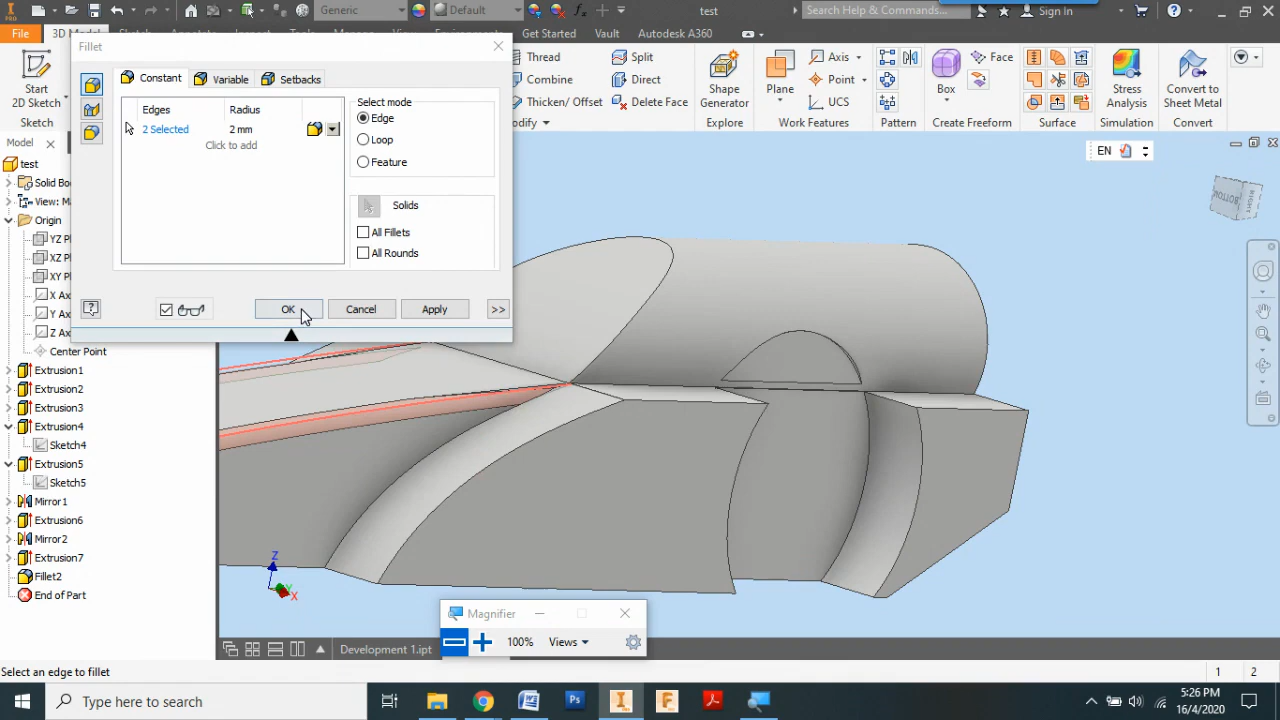 Generic
Default
test
Search Help & Commands...
Sign In
PRO
File
3D
Get Started
Vault
Autodesk A360
Start
2D Sketch
Sketch
Thread
Combine
Thicken/ Offset
Split
Direct
Delete Face
Modify
Shape
Generator
Explore
Plane
Axis
Point
UCS
Work Features
Pattern
Box
Face
Create Freeform
Surface
Stress
Analysis
Simulation
Convert to
Sheet Metal
Convert
Fillet
Constant
Variable
Setbacks
Edges
Radius
2 Selected
2 mm
Click to add
Select mode
Edge
Loop
Feature
Solids
All Fillets
All Rounds
OK
Cancel
Apply
>>
Model
test
Solid Bo
View: Ma
Origin
YZ Pl
XZ Pl
XY Pl
X Ax
Y Ax
Z Ax
Center Point
Extrusion1
Extrusion2
Extrusion3
Extrusion4
Sketch4
Extrusion5
Sketch5
Mirror1
Extrusion6
Mirror2
Extrusion7
Fillet2
End of Part
EN
BOTTOM
RIGHT
Z
X
Magnifier
100%
Views
Development 1.ipt
Select an edge to fillet
1
2
Type here to search
5:26 PM
16/4/2020